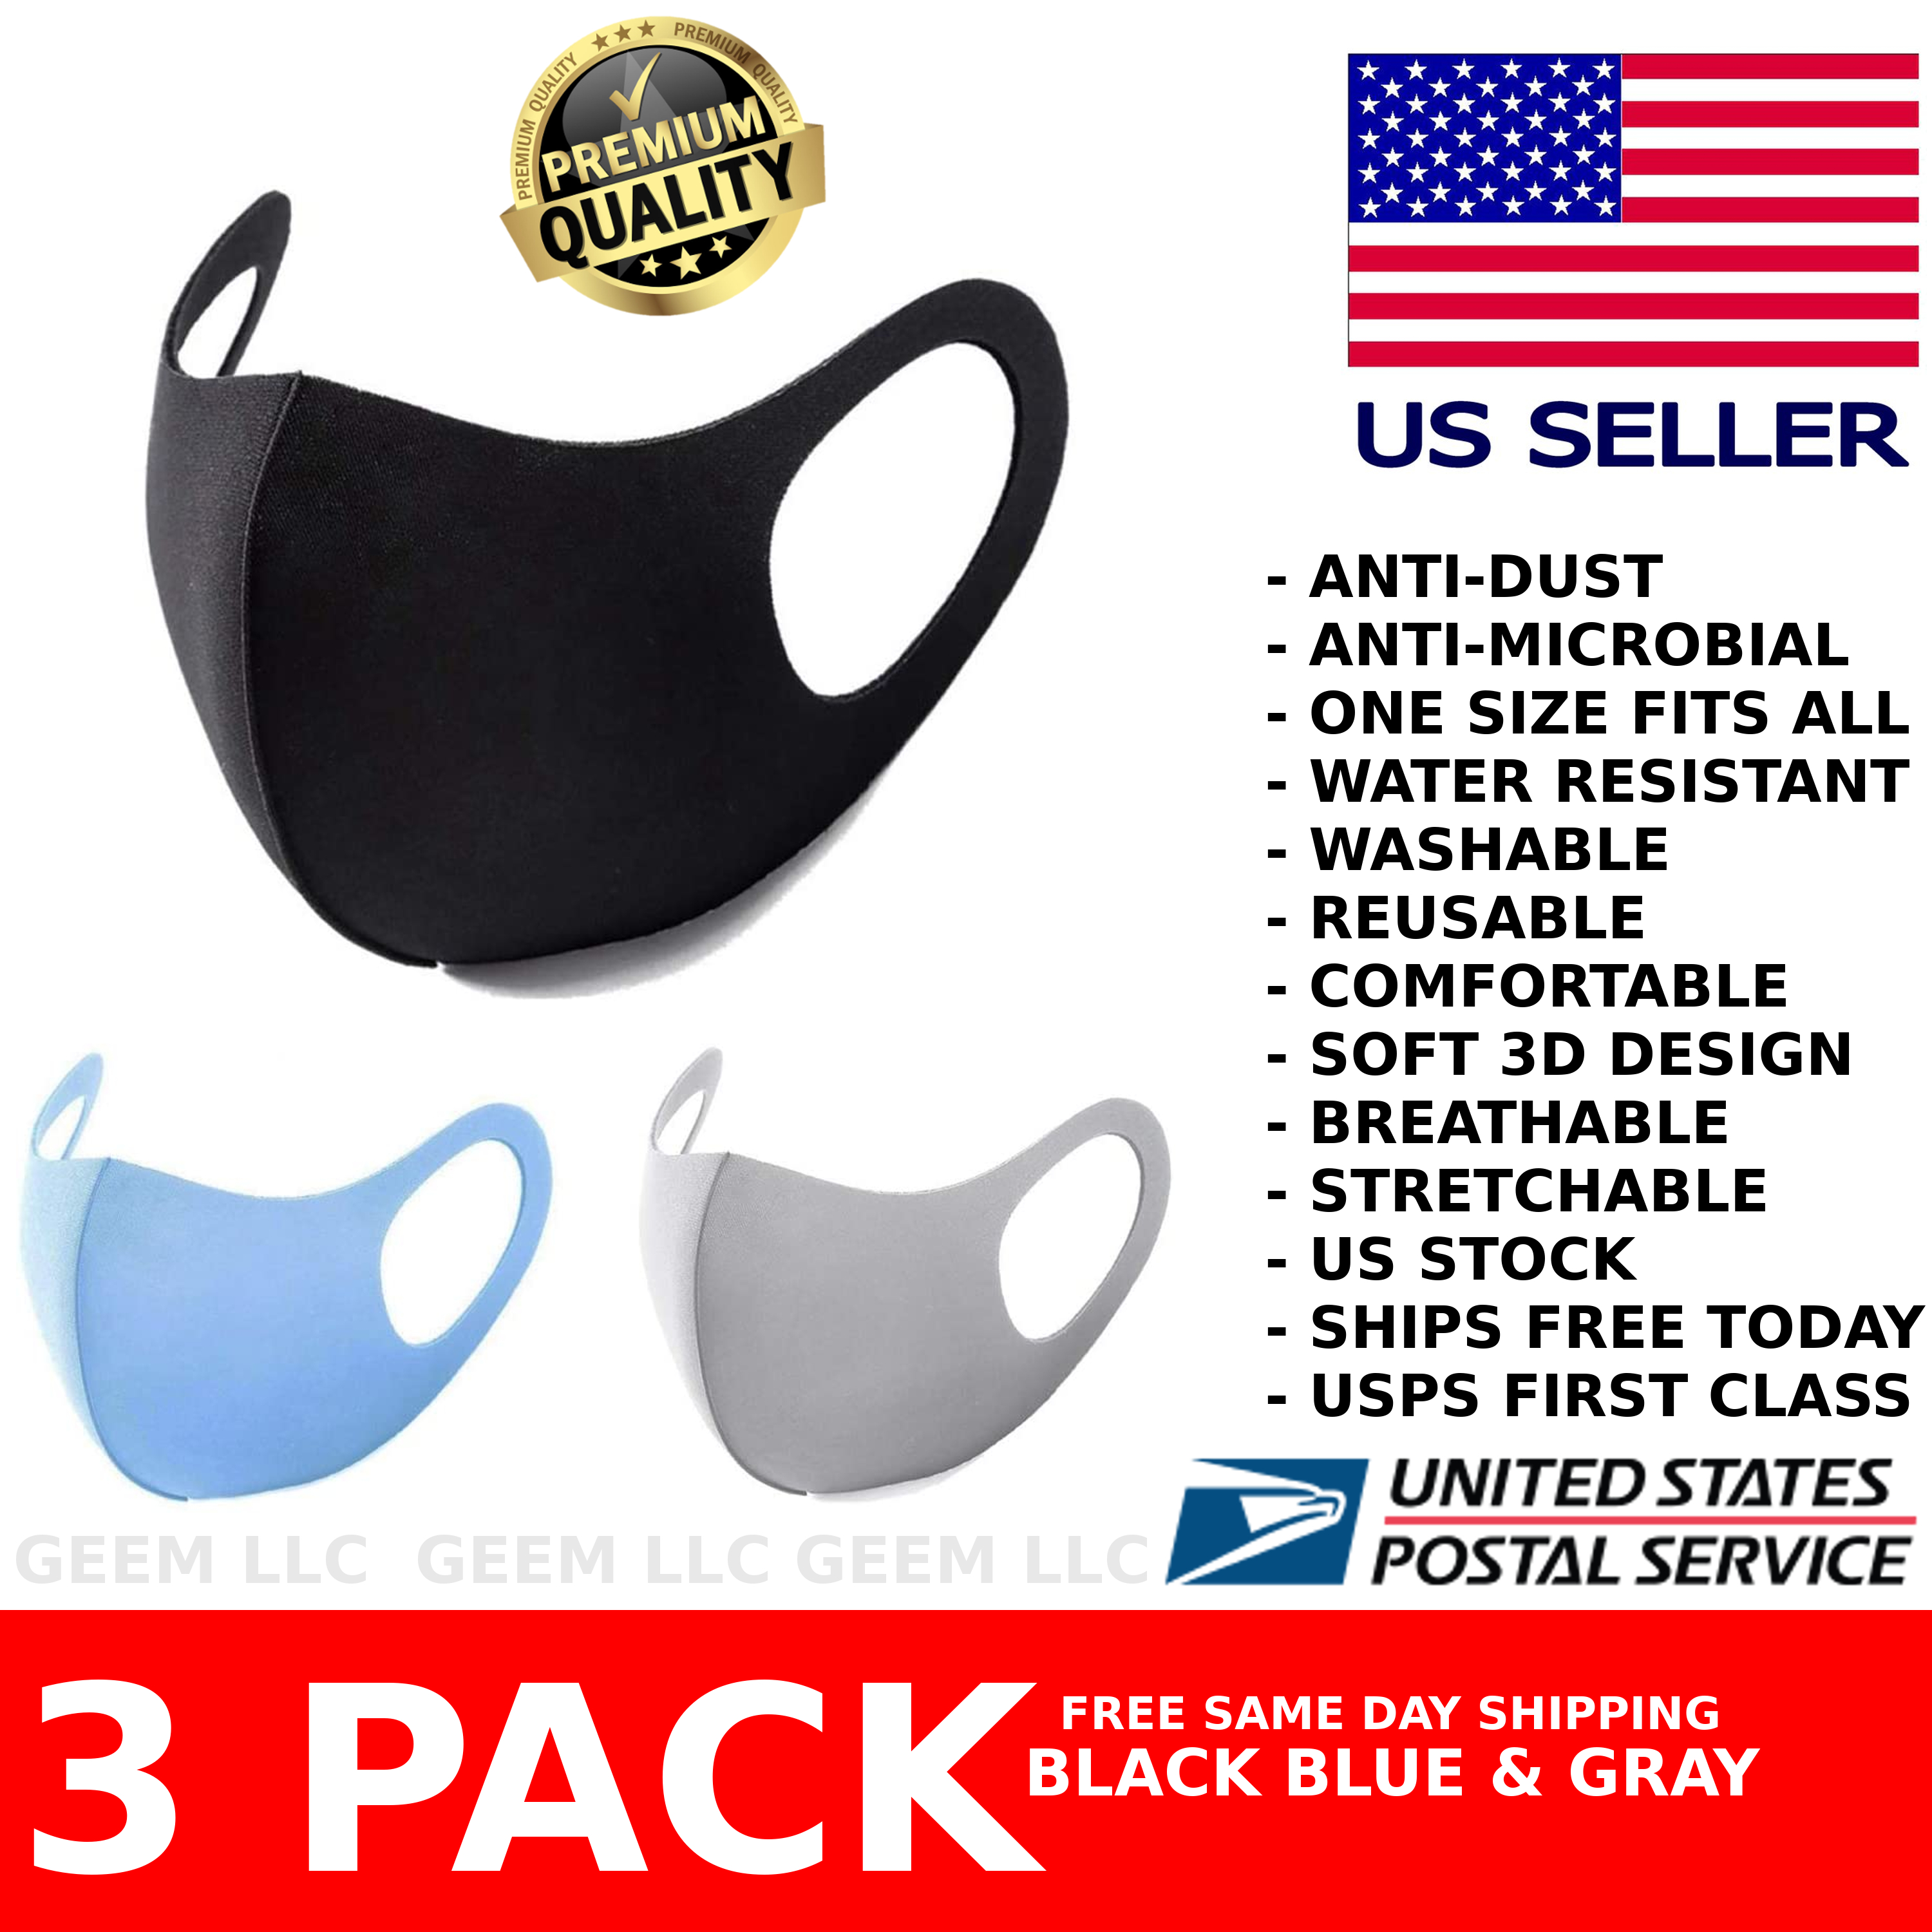 PREMIUM QUALITY ★★★ PREMIUM QUALITY
PREMIUM
QUALITY
US SELLER
- ANTI-DUST
- ANTI-MICROBIAL
- ONE SIZE FITS ALL
- WATER RESISTANT
- WASHABLE
- REUSABLE
- COMFORTABLE
- SOFT 3D DESIGN
- BREATHABLE
- STRETCHABLE
- US STOCK
- SHIPS FREE TODAY
- USPS FIRST CLASS
UNITED STATES
POSTAL SERVICE
GEEM LLC GEEM LLC GEEM LLC
3 PACK
FREE SAME DAY SHIPPING
BLACK BLUE & GRAY